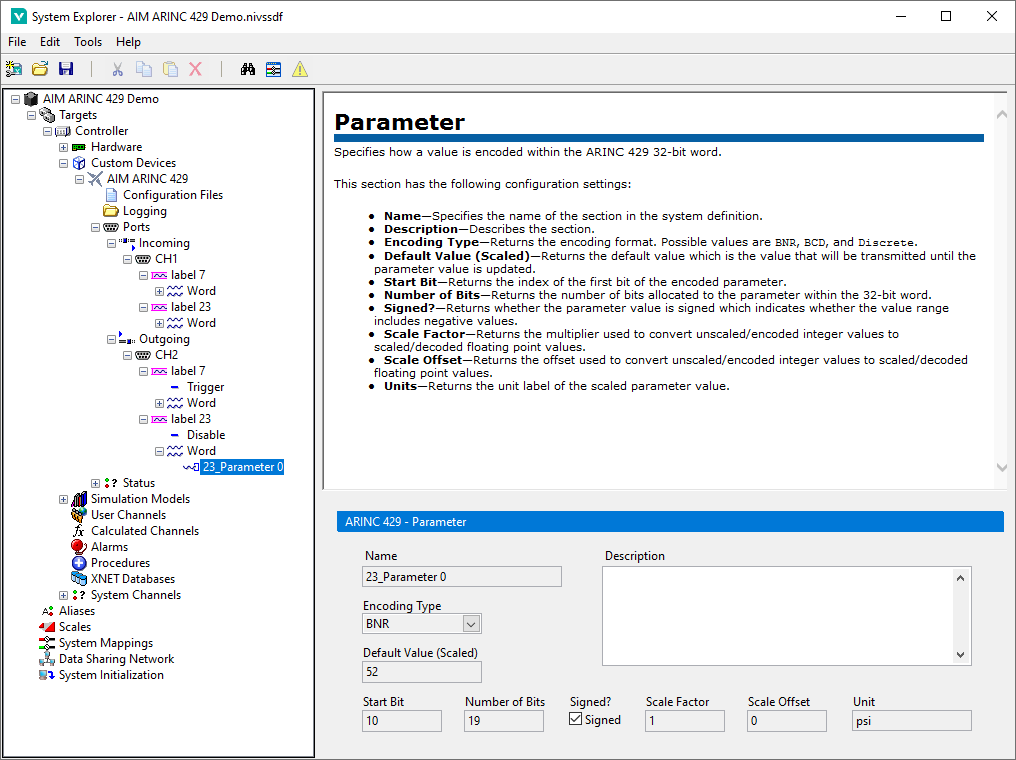 System Explorer - AIM ARINC 429 Demo.nivssdf
File Edit Tools Help
AIM ARINC 429 Demo
Targets
Controller
Hardware
Custom Devices
AIM ARINC 429
Configuration Files
Logging
Ports
Incoming
CH1
label 7
Word
label 23
Word
Outgoing
CH2
label 7
Trigger
Word
label 23
Disable
Word
23_Parameter 0
Status
Simulation Models
User Channels
Calculated Channels
Alarms
Procedures
XNET Databases
System Channels
Aliases
Scales
System Mappings
Data Sharing Network
System Initialization
Parameter
Specifies how a value is encoded within the ARINC 429 32-bit word.
This section has the following configuration settings:
• Name—Specifies the name of the section in the system definition.
• Description—Describes the section.
• Encoding Type—Returns the encoding format. Possible values are BNR, BCD, and Discrete.
• Default Value (Scaled)—Returns the default value which is the value that will be transmitted until the
parameter value is updated.
• Start Bit—Returns the index of the first bit of the encoded parameter.
• Number of Bits—Returns the number of bits allocated to the parameter within the 32-bit word.
• Signed?—Returns whether the parameter value is signed which indicates whether the value range
includes negative values.
• Scale Factor—Returns the multiplier used to convert unscaled/encoded integer values to
scaled/decoded floating point values.
• Scale Offset—Returns the offset used to convert unscaled/encoded integer values to scaled/decoded
floating point values.
• Units—Returns the unit label of the scaled parameter value.
ARINC 429 - Parameter
Name
23_Parameter 0
Description
Encoding Type
BNR
Default Value (Scaled)
52
Start Bit Number of Bits Signed? Scale Factor Scale Offset Unit
10 19 Signed 1 0 psi